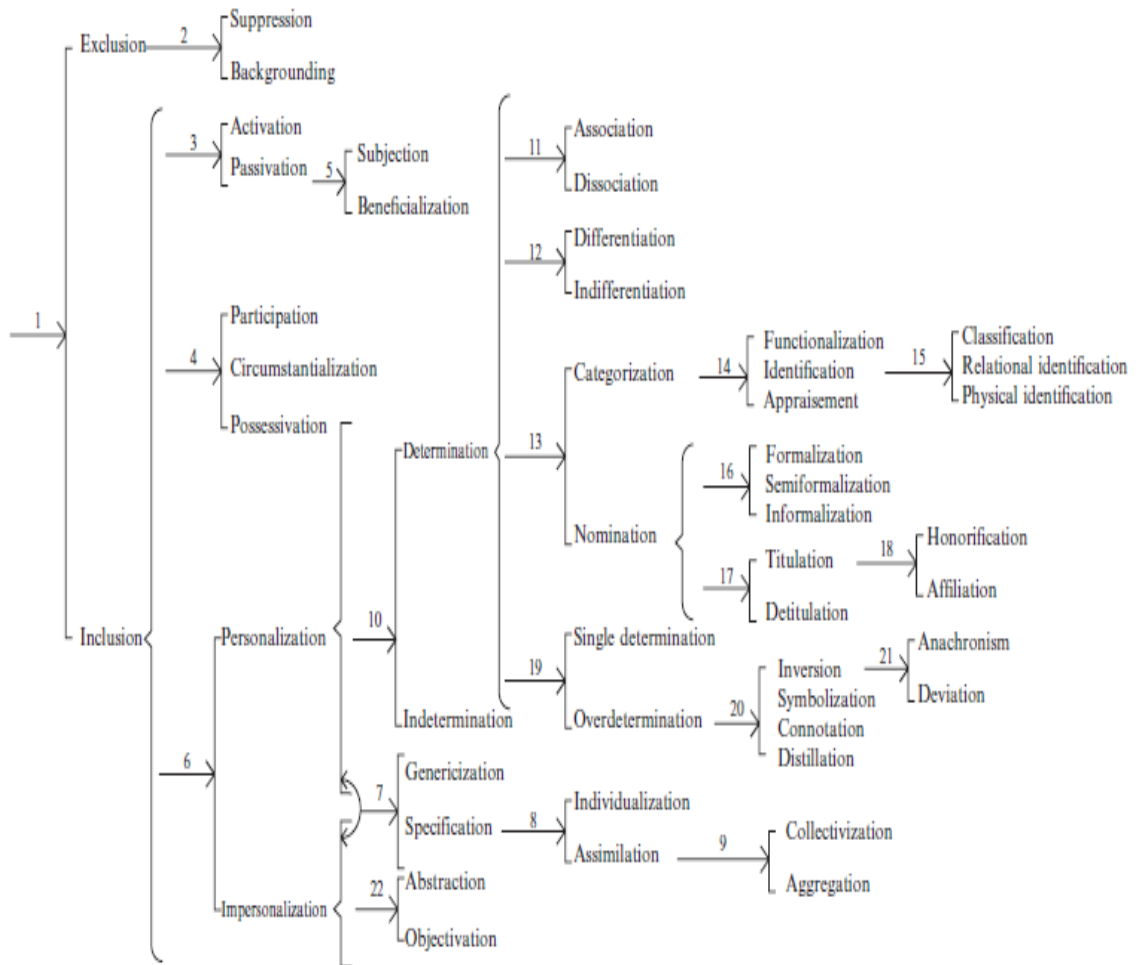 Suppression
2
Exclusion
Backgrounding
Activation
3
Passivation
5
Subjection
Beneficialization
11
Association
Dissociation
12
Differentiation
Indifferentiation
1
Participation
4
Circumstantialization
Possessivation
Categorization
14
Functionalization
Identification
Appraisement
15
Classification
Relational identification
Physical identification
Determination
13
Nomination
16
Formalization
Semiformalization
Informalization
17
Titulation
Detitulation
18
Honorification
Affiliation
Inclusion
Personalization
10
Indetermination
19
Single determination
Overdetermination
20
Inversion
Symbolization
Connotation
Distillation
21
Anachronism
Deviation
6
7
Genericization
Specification
8
Individualization
Assimilation
9
Collectivization
Aggregation
Impersonalization
22
Abstraction
Objectivation